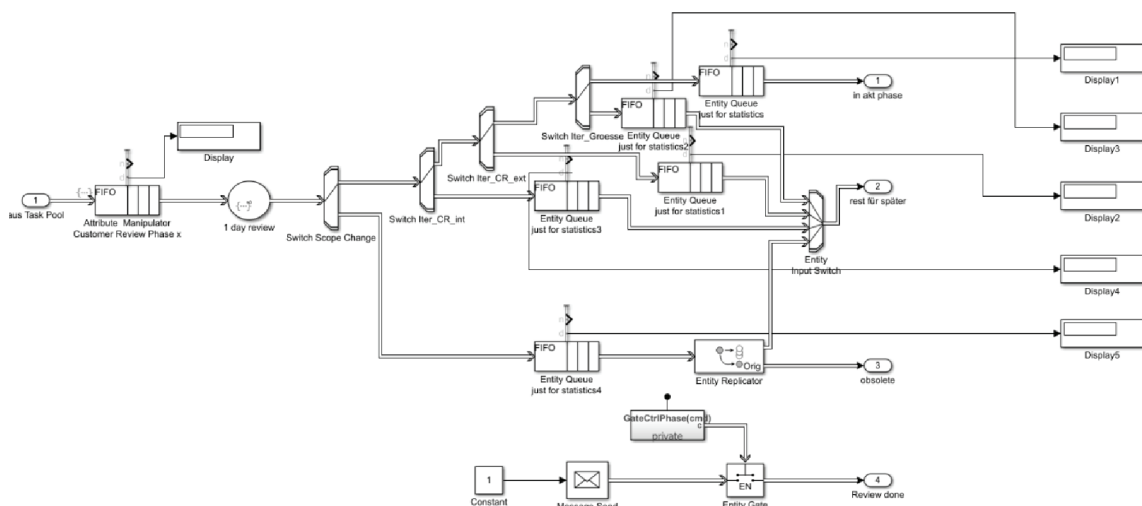 FIFO
Entity Queue
just for statistics
Display1
1
in akt phase
FIFO
Entity Queue
just for statistics2
Switch Iter_Groesse
Display3
Display
Switch Iter_CR_ext
Entity Queue
just for statistics1
2
rest für später
Display2
1
aus Task Pool
FIFO
Attribute Manipulator
Customer Review Phase x
1 day review
Switch Scope Change
Switch Iter_CR_int
FIFO
Entity Queue
just for statistics3
Entity
Input Switch
Display4
FIFO
Entity Queue
just for statistics4
Orig
Entity Replicator
3
obsolete
Display5
private
1
Constant
EN
Entity Gate
4
Review done